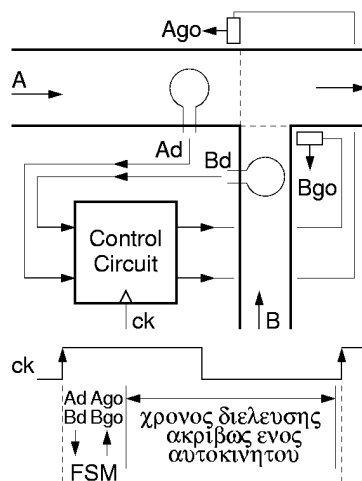 Ago
A
Ad
Bd
Bgo
Control
Circuit
ck
B
ck
Ad Ago
Bd Bgo
FSM
χρονος διελευσης
ακριβως ενος
αυτοκινητου